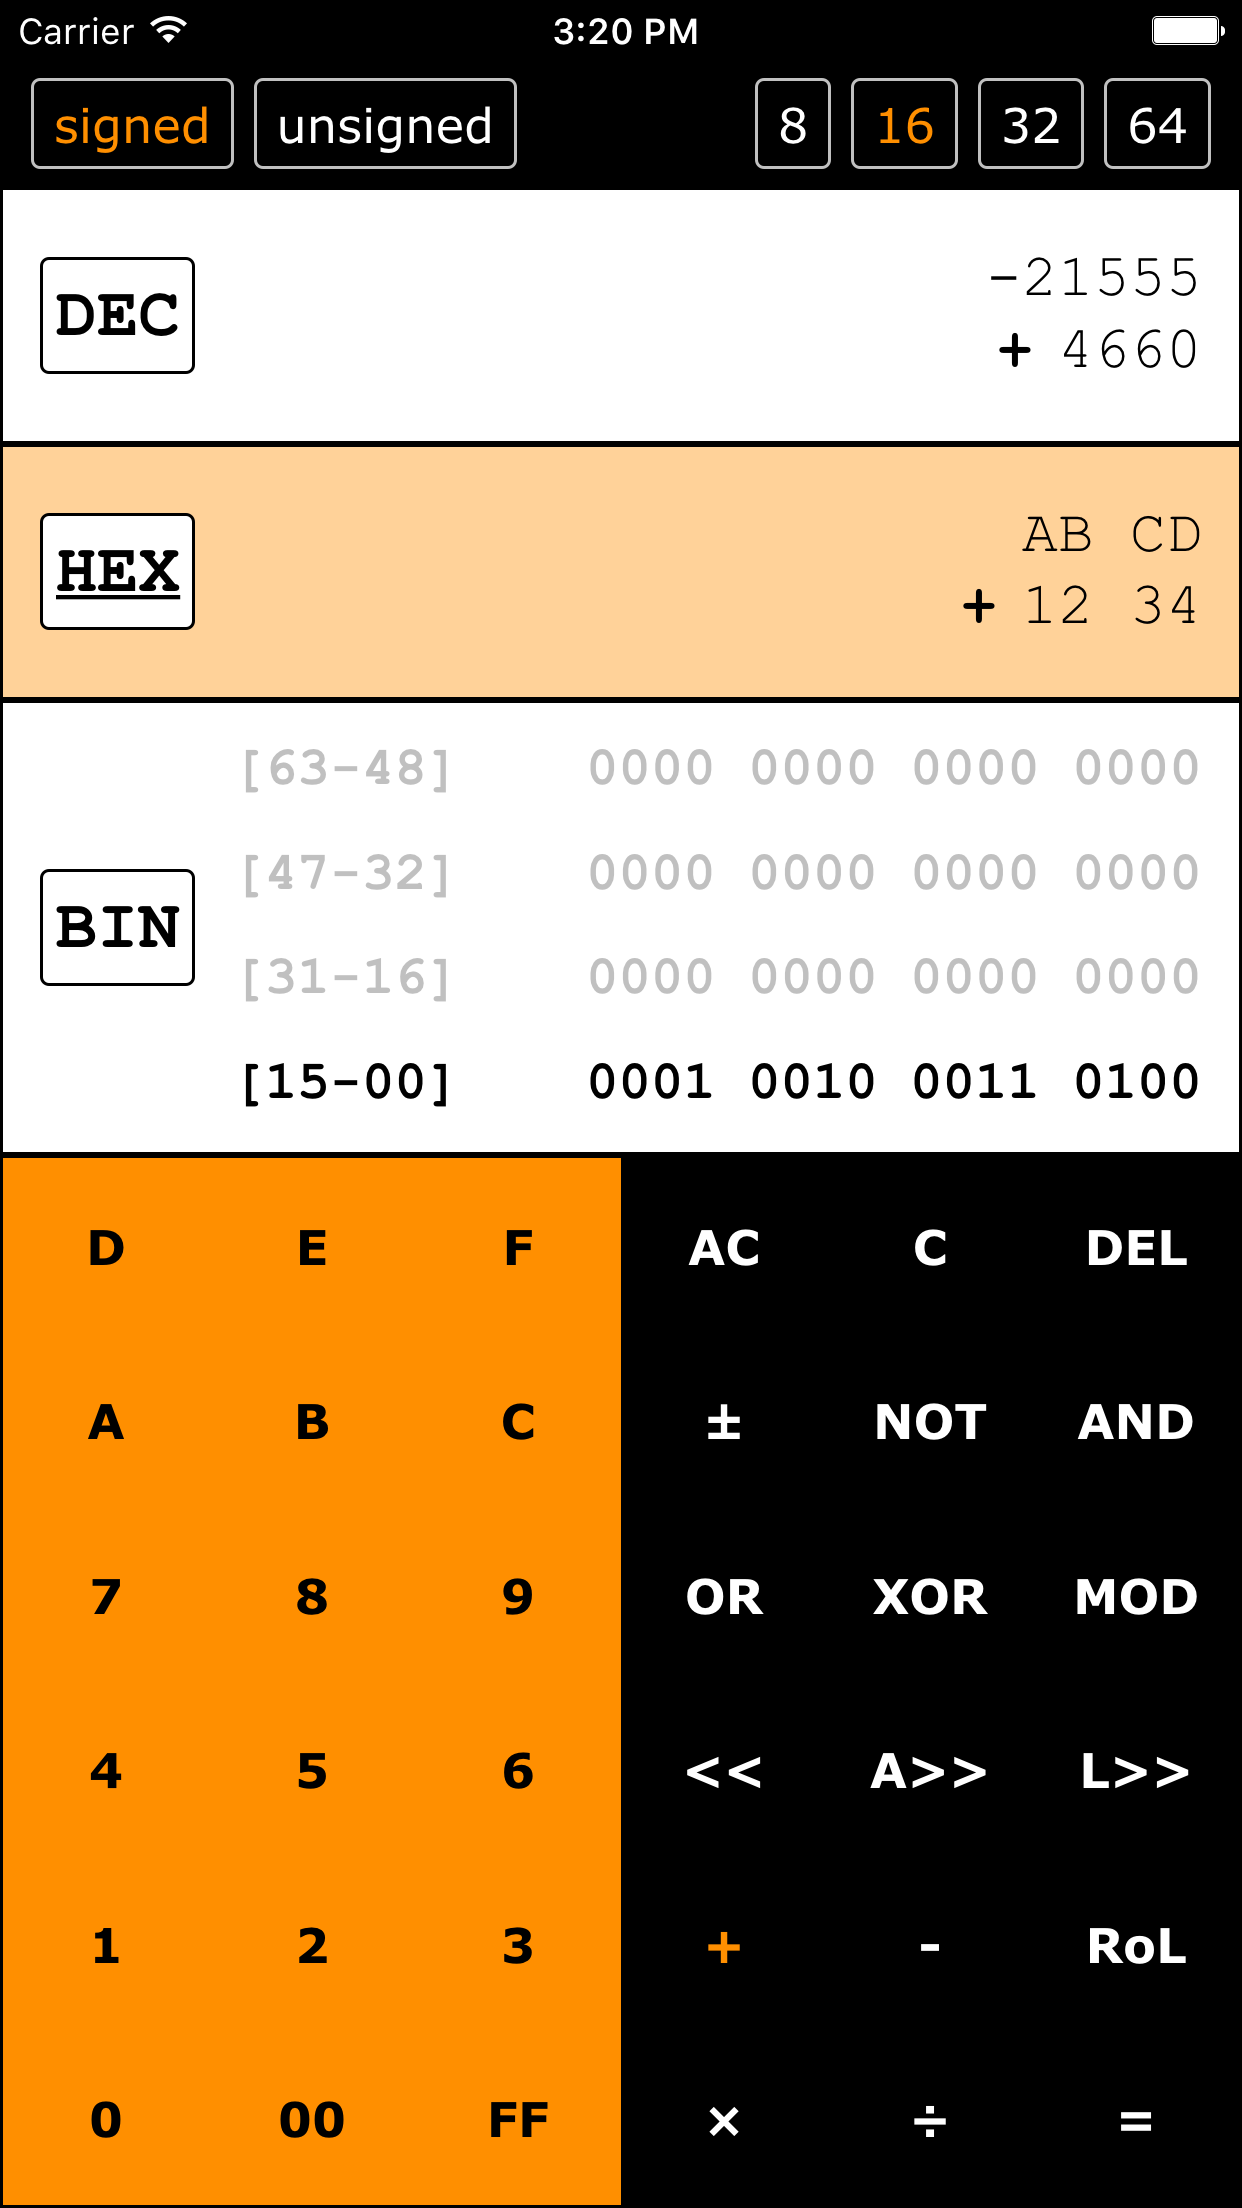 Carrier 3:20 PM
signed unsigned 8 16 32 64
DEC
-21555
+ 4660
HEX
AB CD
+ 12 34
[63-48] 0000 0000 0000 0000
[47-32] 0000 0000 0000 0000
BIN
[31-16] 0000 0000 0000 0000
[15-00] 0001 0010 0011 0100
D E F AC C DEL
A B C ± NOT AND
7 8 9 OR XOR MOD
4 5 6 << A>> L>>
1 2 3 + - RoL
0 00 FF × ÷ =